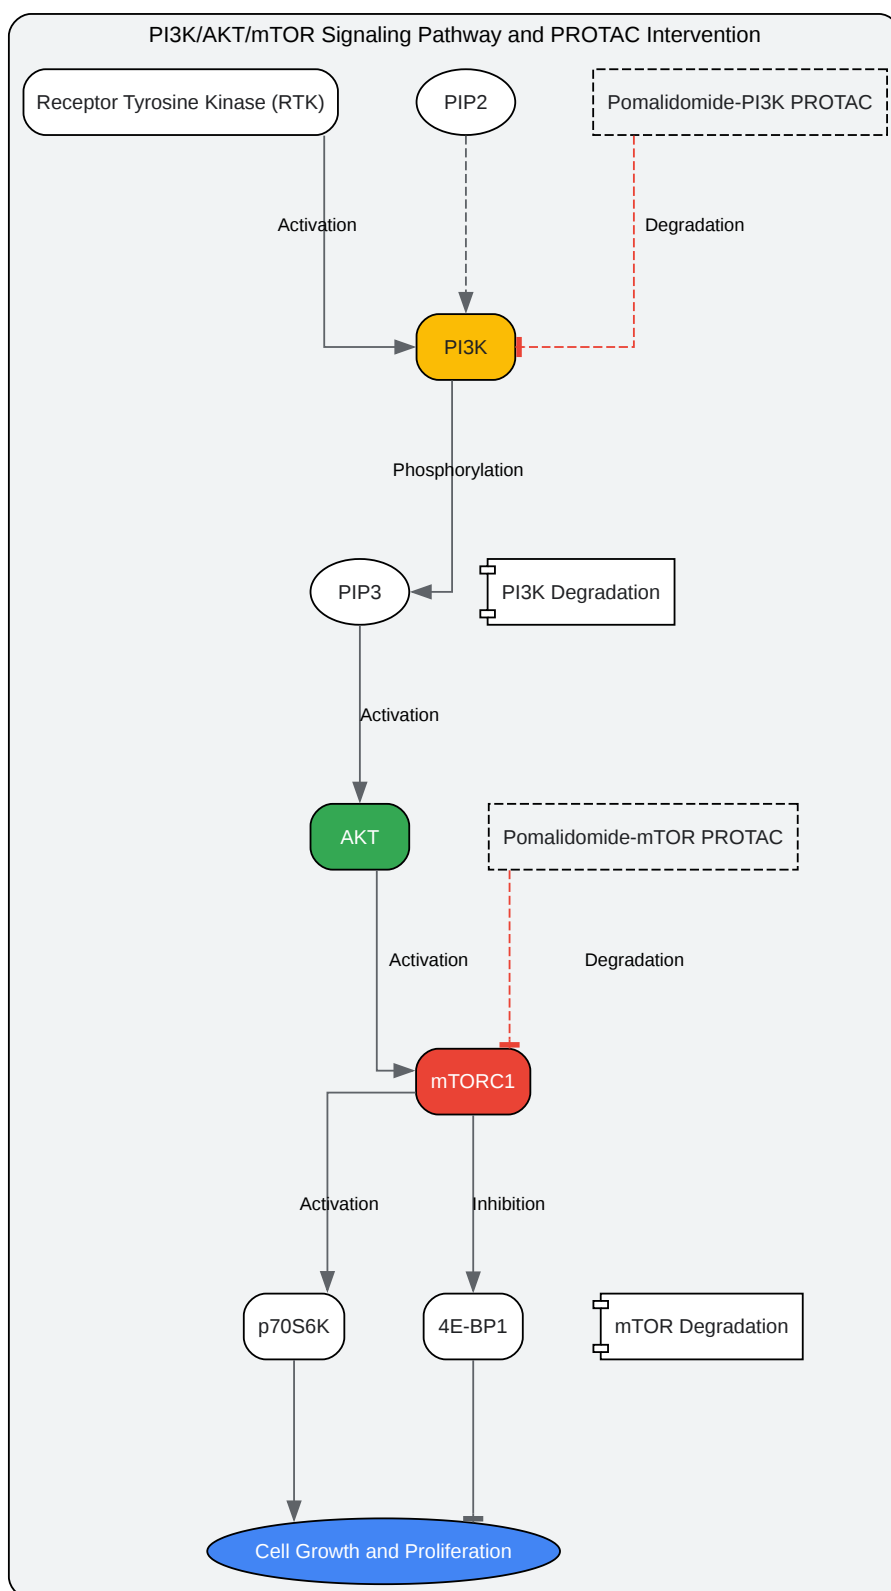 PI3K/AKT/mTOR Signaling Pathway and PROTAC Intervention
Receptor Tyrosine Kinase (RTK)
PIP2
Pomalidomide-PI3K PROTAC
Activation
Degradation
PI3K
Phosphorylation
PIP3
PI3K Degradation
Activation
AKT
Pomalidomide-mTOR PROTAC
Activation
Degradation
mTORC1
Activation
Inhibition
p70S6K
4E-BP1
mTOR Degradation
Cell Growth and Proliferation